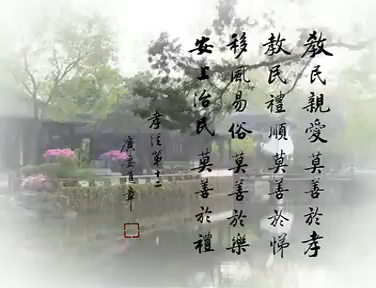 教民親愛莫善於孝
教民禮順莫善於悌
移風易俗莫善於樂
安上治民莫善於禮
孝經第十二
廣要道章